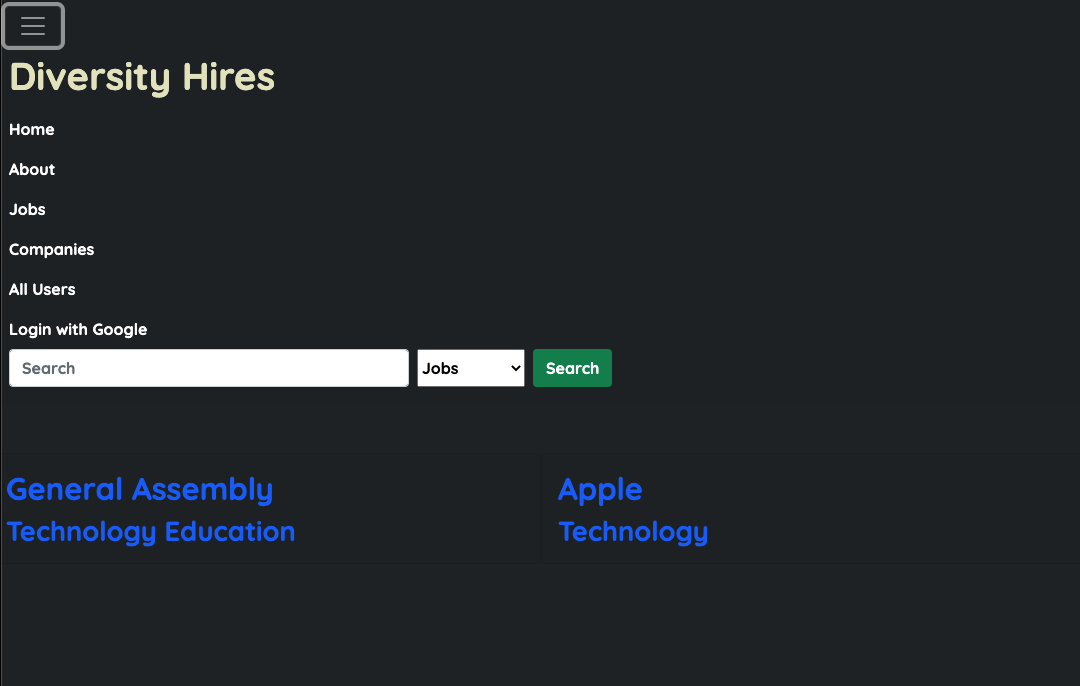 Diversity Hires
Home
About
Jobs
Companies
All Users
Login with Google
Search Jobs Search
General Assembly
Technology Education
Apple
Technology